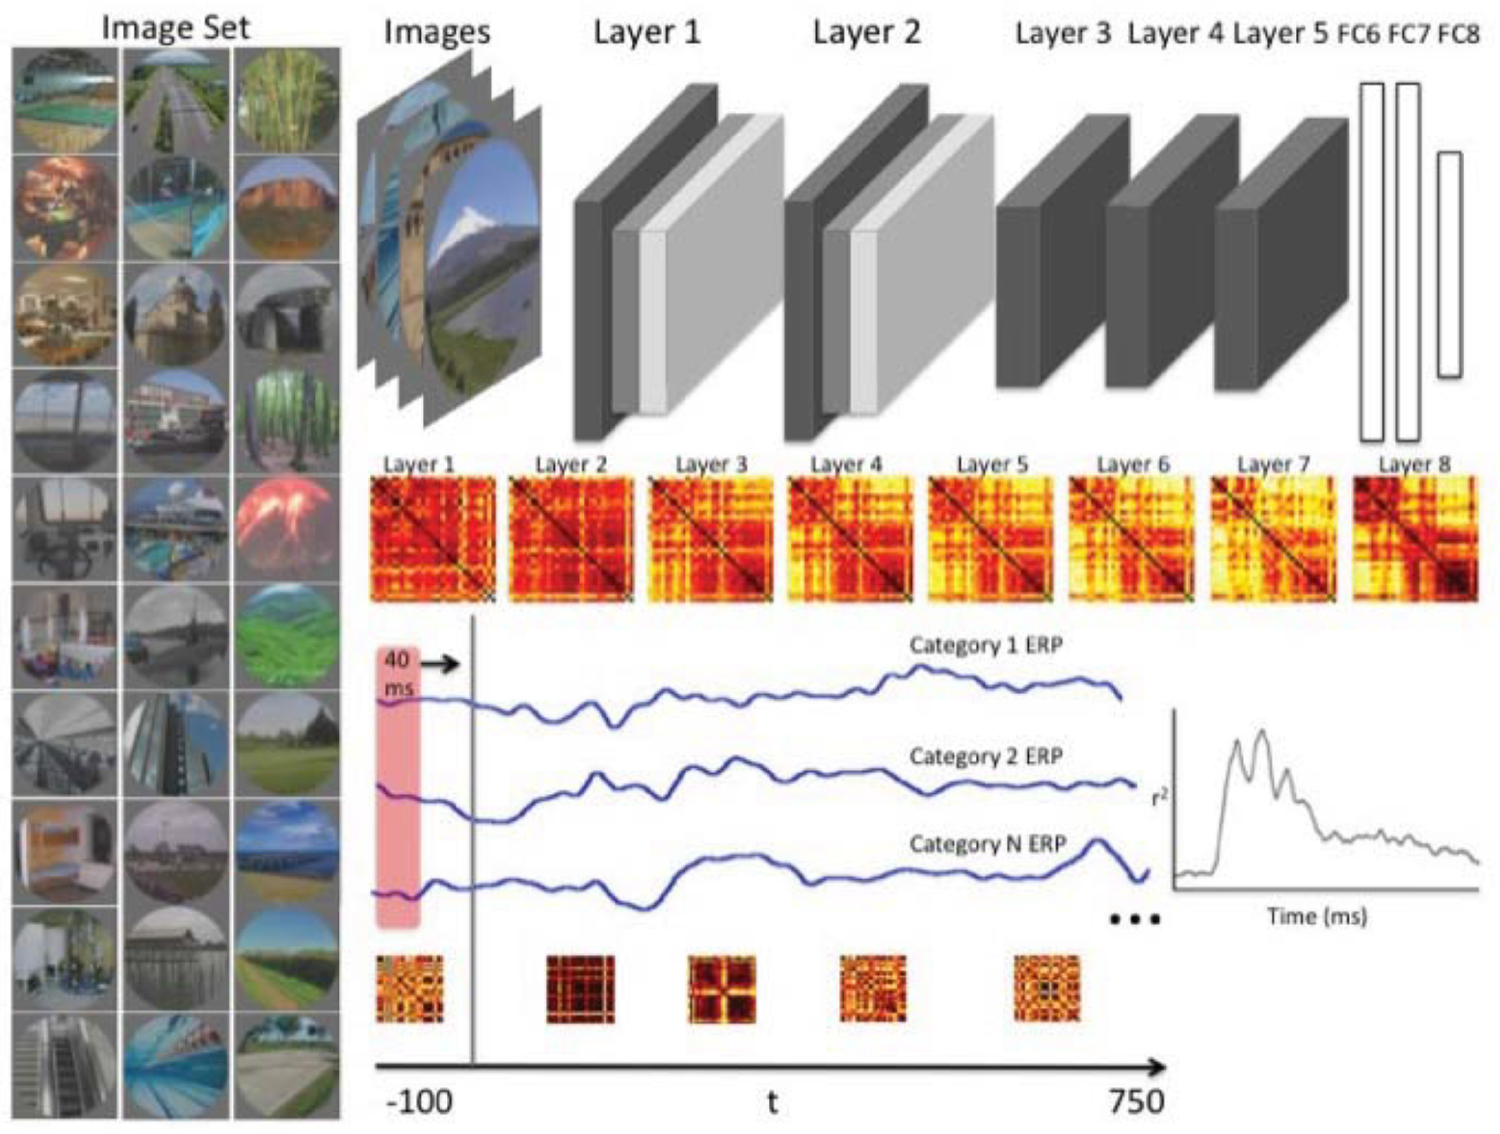 Image Set
Images
Layer 1
Layer 2
Layer 3 Layer 4 Layer 5 FC6 FC7 FC8
Layer 1
Layer 2
Layer 3
Layer 4
Layer 5
Layer 6
Layer 7
Layer 8
40
ms
Category 1 ERP
Category 2 ERP
Category N ERP
r²
Time (ms)
-100
t
750